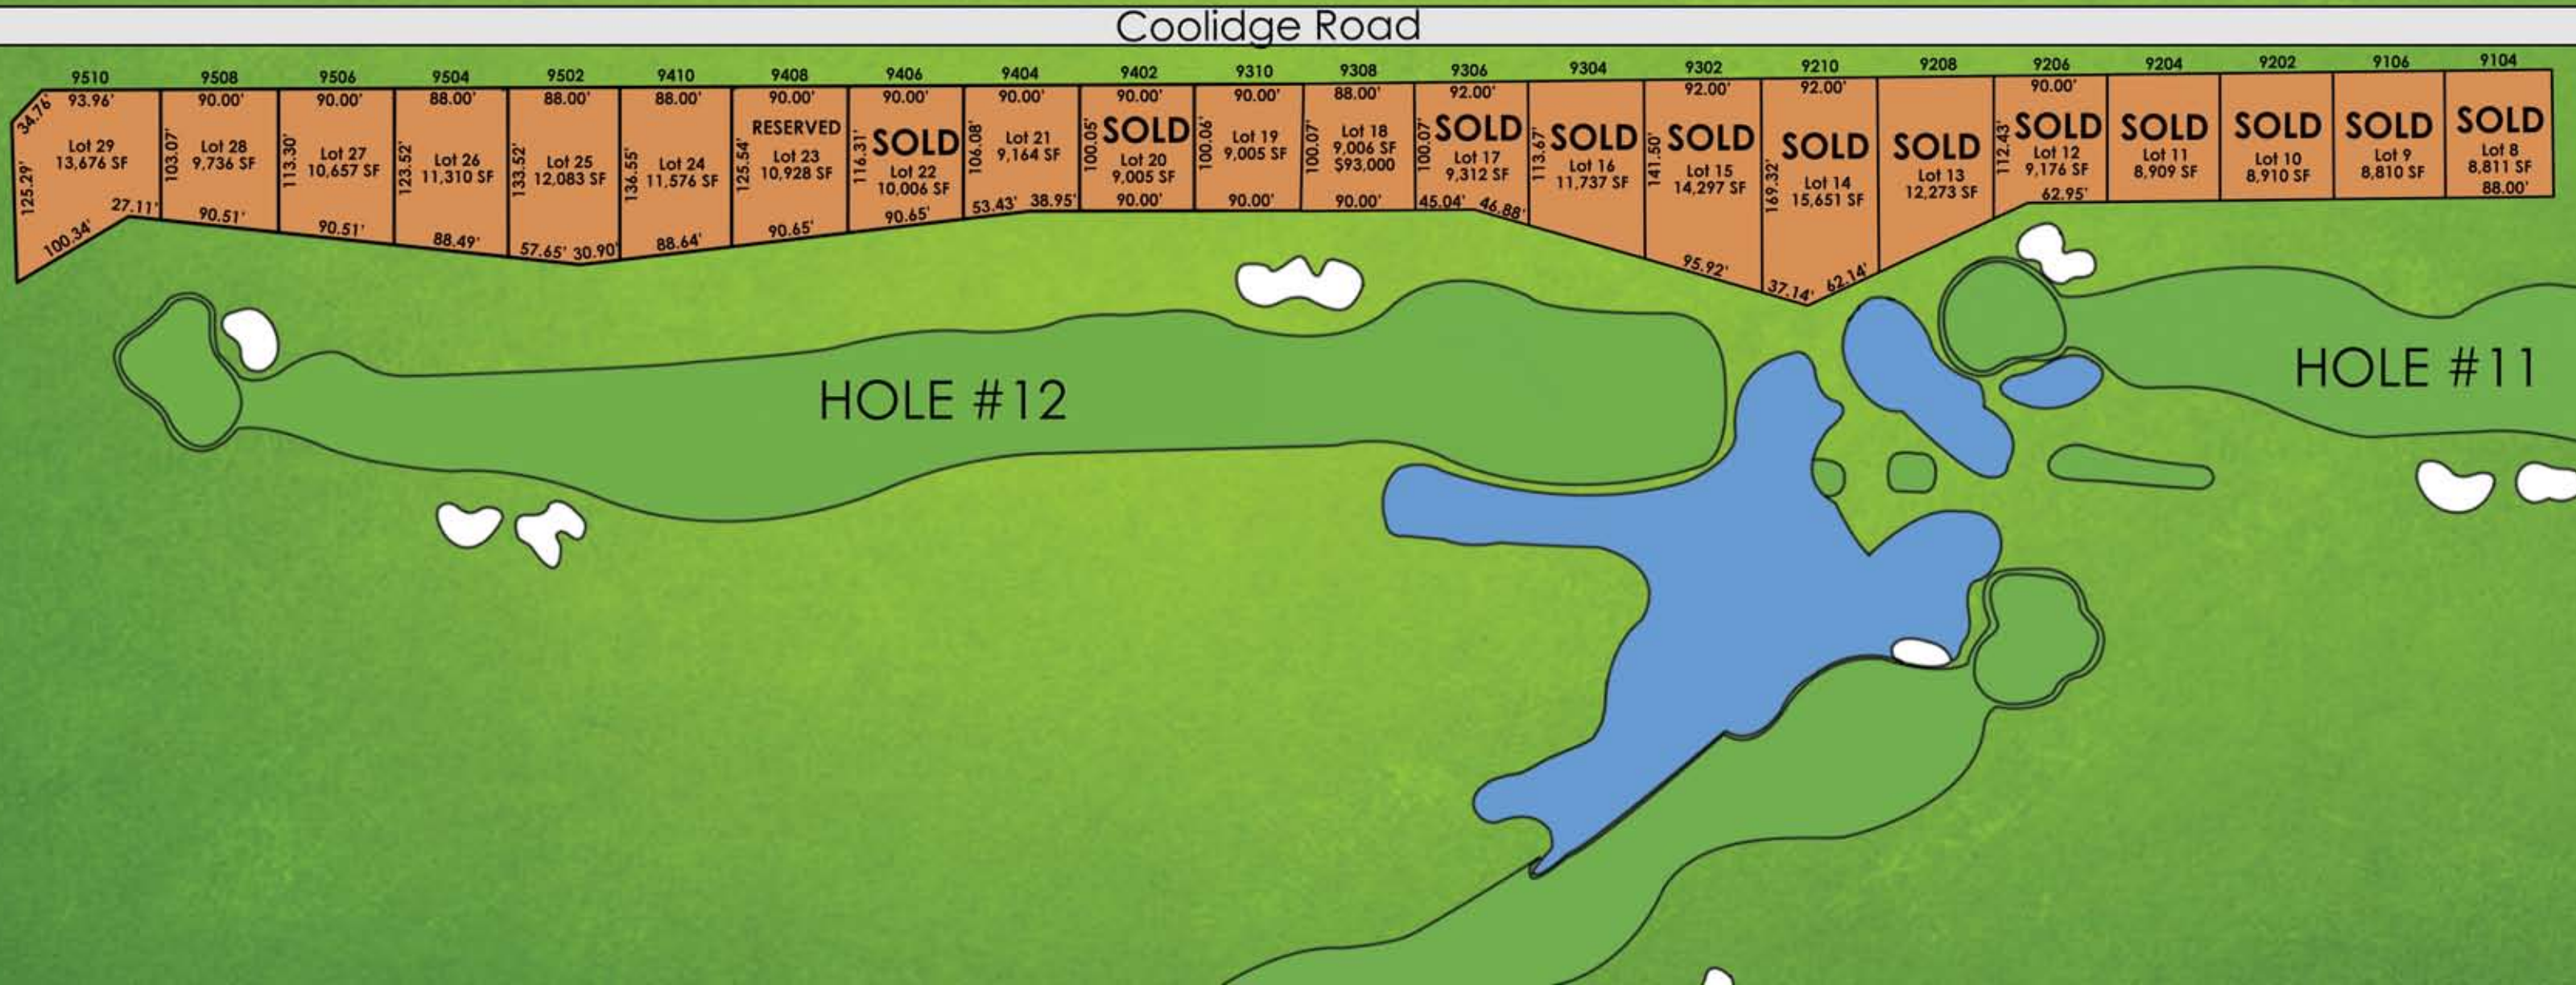 Coolidge Road
9510
9508
9506
9504
9502
9410
9408
9406
9404
9402
9310
9308
9306
9304
9302
9210
9208
9206
9204
9202
9106
9104
34.76'
93.96'
Lot 29
13,676 SF
125.29'
100.34'
27.11'
90.00'
103.07'
Lot 28
9,736 SF
90.51'
90.00'
113.30'
Lot 27
10,657 SF
90.51'
88.00'
123.52'
Lot 26
11,310 SF
88.49'
88.00'
133.52'
Lot 25
12,083 SF
57.65' 30.90'
88.00'
136.55'
Lot 24
11,576 SF
88.64'
90.00'
RESERVED
125.54'
Lot 23
10,928 SF
90.65'
90.00'
116.31'
SOLD
Lot 22
10,006 SF
90.65'
90.00'
106.08'
Lot 21
9,164 SF
53.43' 38.95'
90.00'
100.05'
SOLD
Lot 20
9,005 SF
90.00'
90.00'
100.06'
Lot 19
9,005 SF
90.00'
88.00'
100.07'
Lot 18
9,006 SF
$93,000
90.00'
92.00'
100.07'
SOLD
Lot 17
9,312 SF
45.04' 46.88'
113.67'
SOLD
Lot 16
11,737 SF
92.00'
141.50'
SOLD
Lot 15
14,297 SF
95.92'
92.00'
169.32'
SOLD
Lot 14
15,651 SF
37.14' 62.14'
SOLD
Lot 13
12,273 SF
90.00'
112.43'
SOLD
Lot 12
9,176 SF
62.95'
SOLD
Lot 11
8,909 SF
SOLD
Lot 10
8,910 SF
SOLD
Lot 9
8,810 SF
SOLD
Lot 8
8,811 SF
88.00'
HOLE #12
HOLE #11